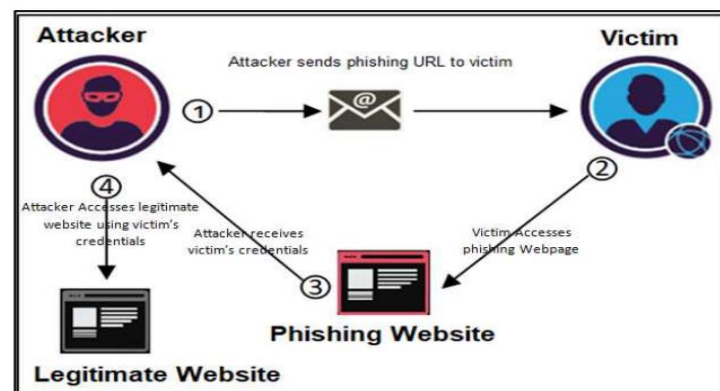 Attacker
Victim
Attacker sends phishing URL to victim
@
1
2
4
Attacker Accesses legitimate
website using victim's
credentials
Attacker receives
victim's credentials
Victim Accesses
phishing Webpage
3
Phishing Website
Legitimate Website